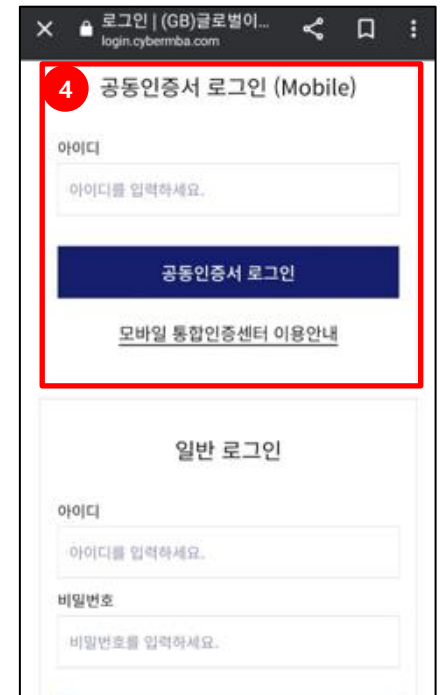 로그인 | (GB)글로벌이...
login.cybermba.com
4 공동인증서 로그인 (Mobile)
아이디
아이디를 입력하세요.
공동인증서 로그인
모바일 통합인증센터 이용안내
일반 로그인
아이디
아이디를 입력하세요.
비밀번호
비밀번호를 입력하세요.